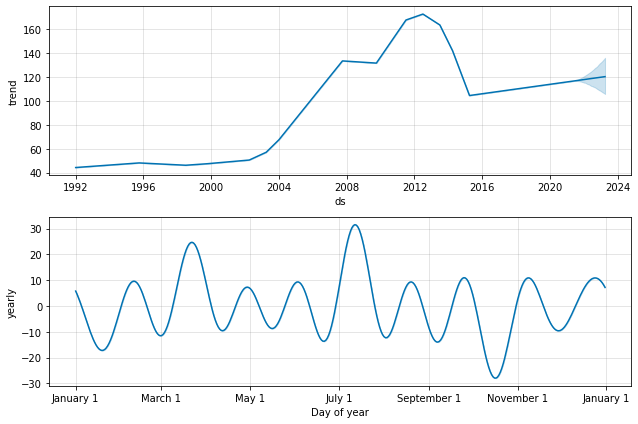 160
140
120
100
80
60
40
trend
1992 1996 2000 2004 2008 2012 2016 2020 2024
ds
30
20
10
0
−10
−20
−30
yearly
January 1 March 1 May 1 July 1 September 1 November 1 January 1
Day of year